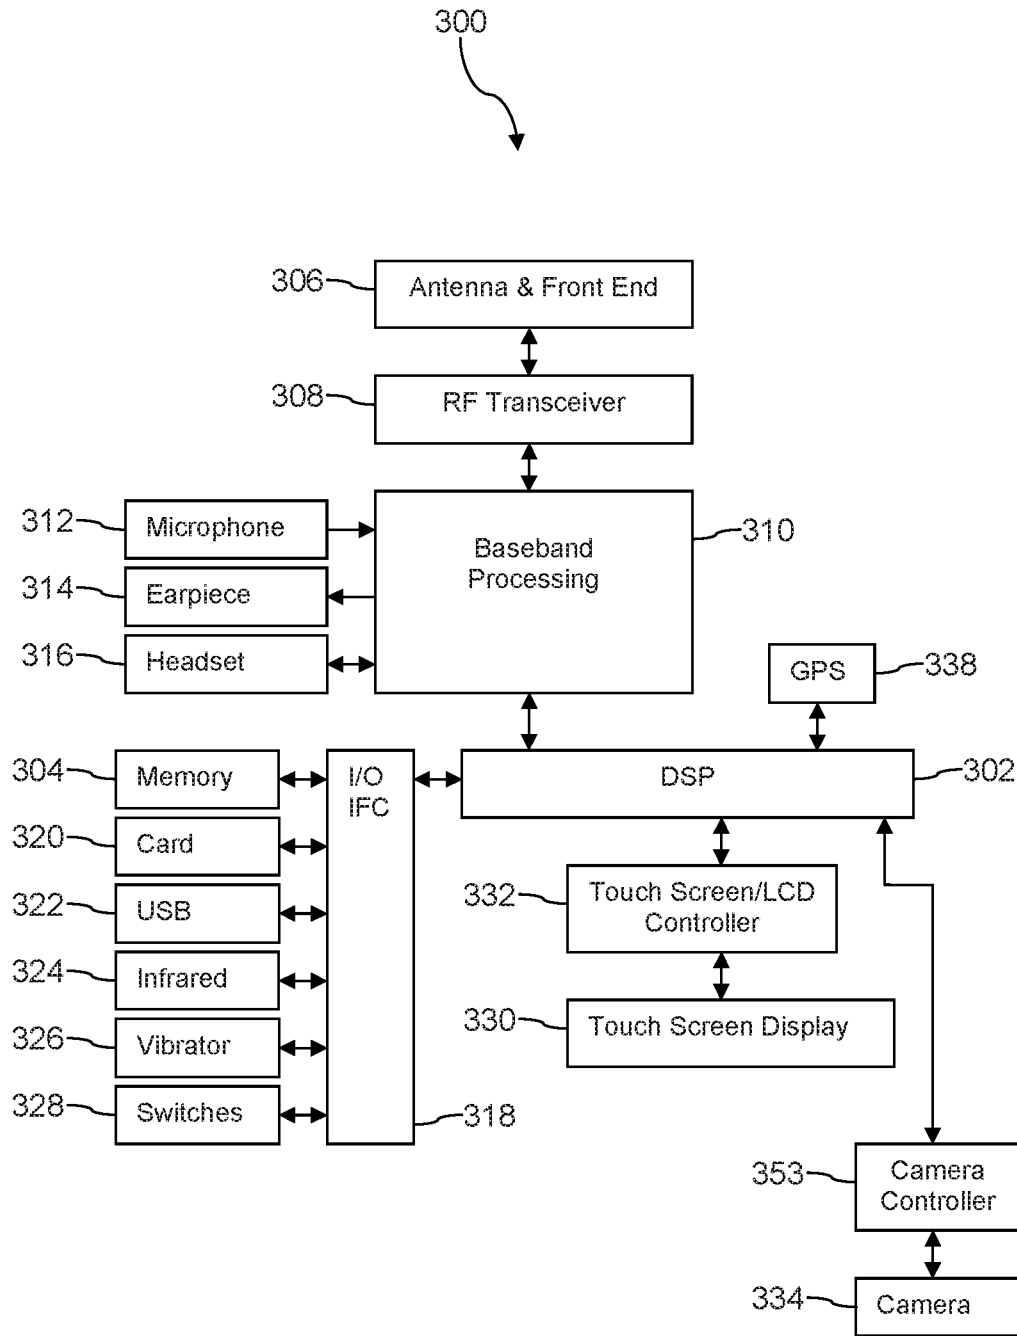 300
306
Antenna & Front End
308
RF Transceiver
312
Microphone
Baseband
Processing
310
314
Earpiece
316
Headset
GPS
338
304
Memory
I/O
IFC
DSP
302
320
Card
322
USB
332
Touch Screen/LCD
Controller
324
Infrared
330
Touch Screen Display
326
Vibrator
328
Switches
318
353
Camera
Controller
334
Camera